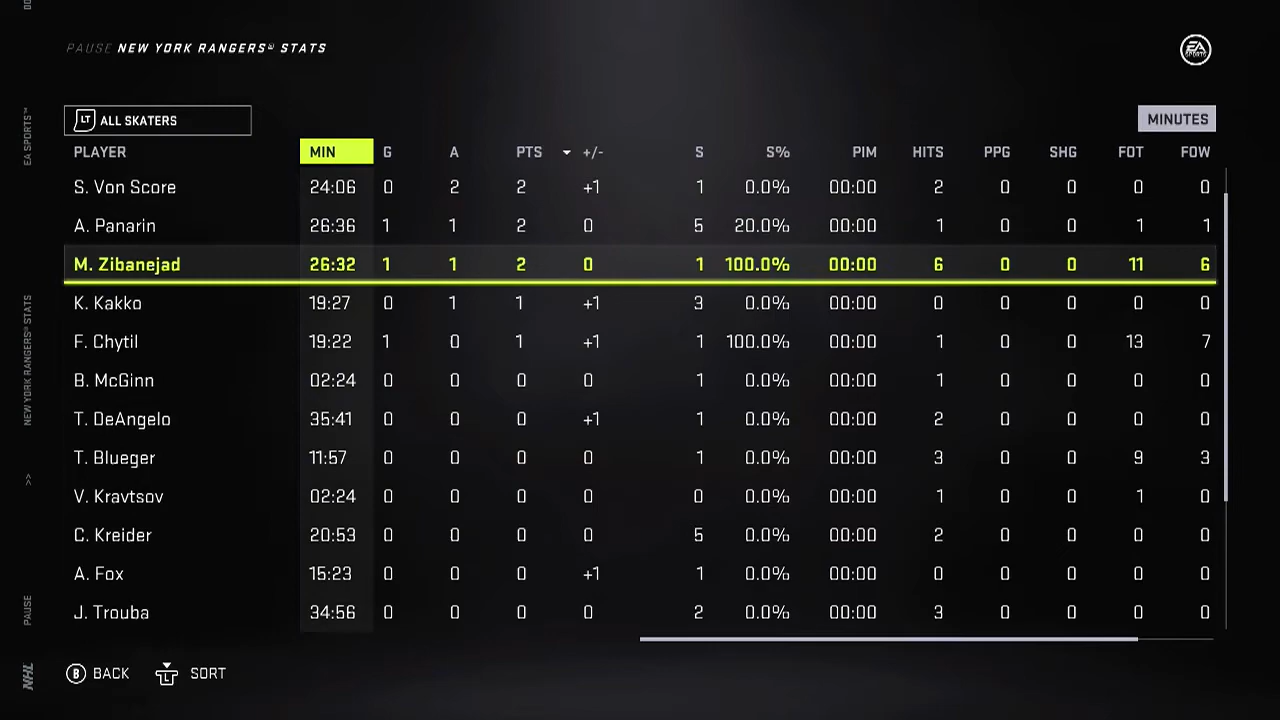 PAUSE NEW YORK RANGERS® STATS
EA SPORTS
LT ALL SKATERS
MINUTES
PLAYER MIN G A PTS +/- S S% PIM HITS PPG SHG FOT FOW
S. Von Score 24:06 0 2 2 +1 1 0.0% 00:00 2 0 0 0 0
A. Panarin 26:36 1 1 2 0 5 20.0% 00:00 1 0 0 1 1
M. Zibanejad 26:32 1 1 2 0 1 100.0% 00:00 6 0 0 11 6
K. Kakko 19:27 0 1 1 +1 3 0.0% 00:00 0 0 0 0 0
F. Chytil 19:22 1 0 1 +1 1 100.0% 00:00 1 0 0 13 7
B. McGinn 02:24 0 0 0 0 1 0.0% 00:00 1 0 0 0 0
T. DeAngelo 35:41 0 0 0 +1 1 0.0% 00:00 2 0 0 0 0
T. Blueger 11:57 0 0 0 0 1 0.0% 00:00 3 0 0 9 3
V. Kravtsov 02:24 0 0 0 0 0 0.0% 00:00 1 0 0 1 0
C. Kreider 20:53 0 0 0 0 5 0.0% 00:00 2 0 0 0 0
A. Fox 15:23 0 0 0 +1 1 0.0% 00:00 0 0 0 0 0
J. Trouba 34:56 0 0 0 0 2 0.0% 00:00 3 0 0 0 0
B BACK L SORT
NHL PAUSE >> NEW YORK RANGERS® STATS EA SPORTS™